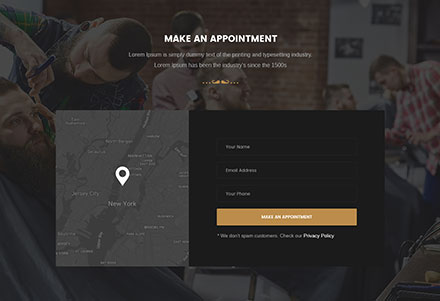 MAKE AN APPOINTMENT
Lorem Ipsum is simply dummy text of the printing and typesetting industry.
Lorem Ipsum has been the industry's since the 1500s
New York
Jersey City
Your Name
Email Address
Your Phone
MAKE AN APPOINTMENT
* We don't spam customers. Check our Privacy Policy